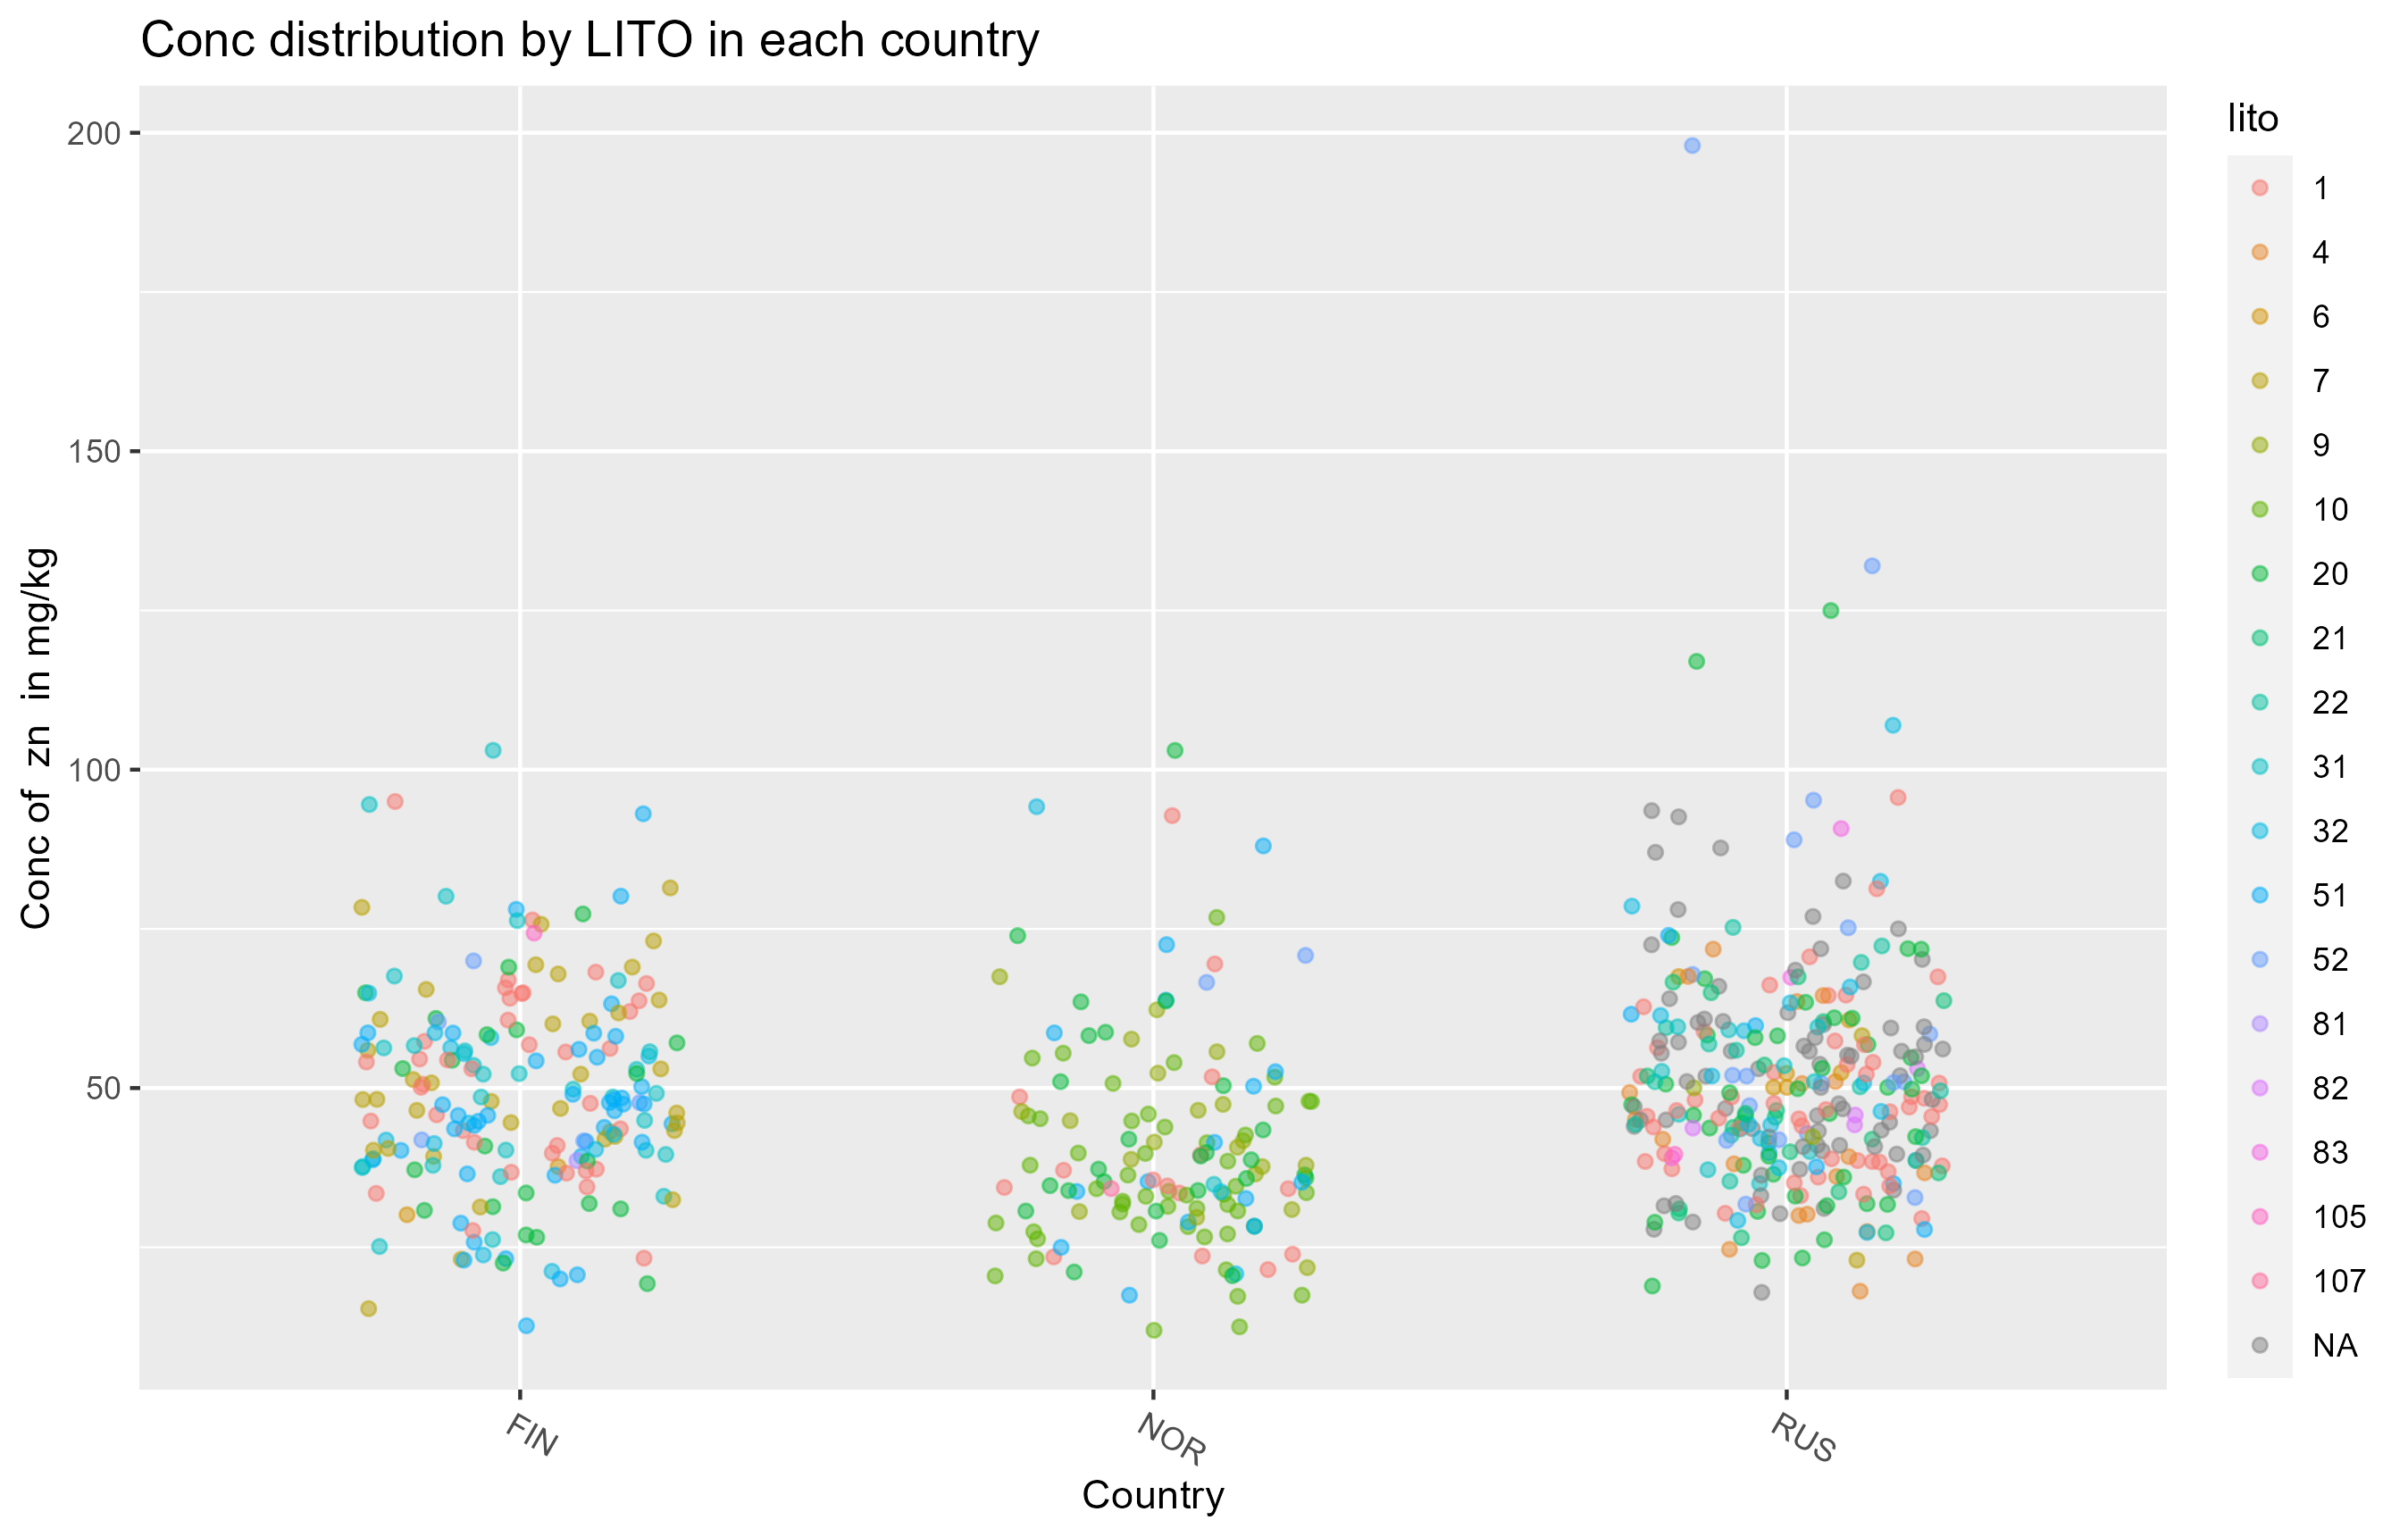 Conc distribution by LITO in each country
200
150
100
50
Conc of  zn  in mg/kg
FIN
NOR
RUS
Country
lito
1
4
6
7
9
10
20
21
22
31
32
51
52
81
82
83
105
107
NA